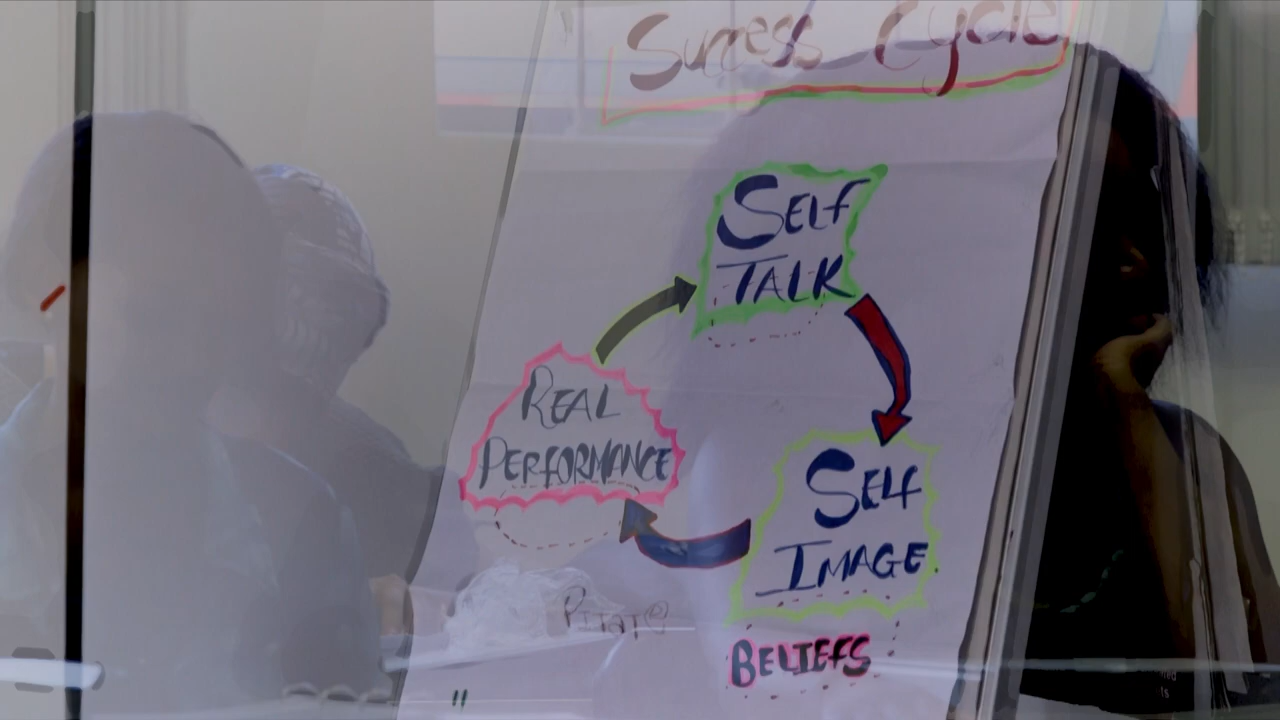 Success Cycle
SELF
TALK
REAL
PERFORMANCE
SELF
IMAGE.
BELIEFS